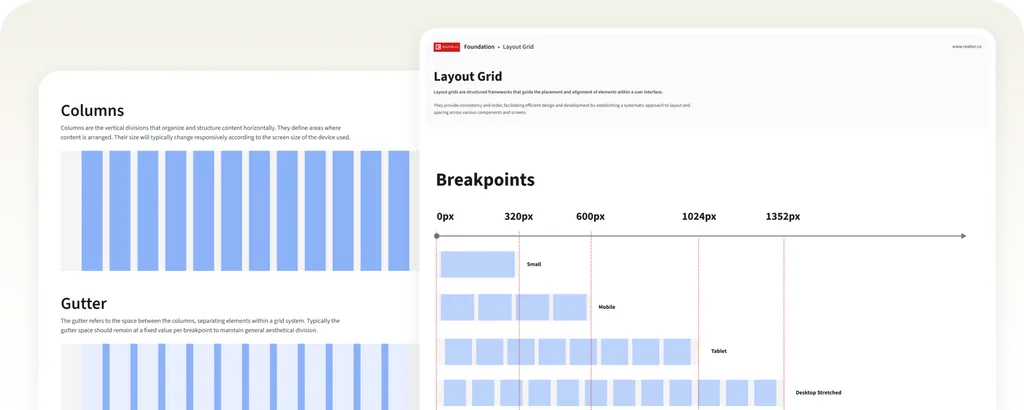 Columns
Columns are the vertical divisions that organize and structure content horizontally. They define areas where
content is arranged. Their size will typically change responsively according to the screen size of the device used.
Gutter
The gutter refers to the space between the columns, separating elements within a grid system. Typically the
gutter space should remain at a fixed value per breakpoint to maintain general aesthetical division.
Foundation • Layout Grid
www.realtor.ca
Layout Grid
Layout grids are structured frameworks that guide the placement and alignment of elements within a user interface.
They provide consistency and order, facilitating efficient design and development by establishing a systematic approach to layout and
spacing across various components and screens
Breakpoints
0px 320px 600px 1024px 1352px
Small
Mobile
Tablet
Desktop Stretched